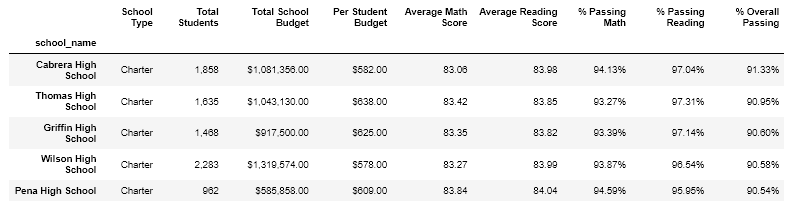 School Type Total Students Total School Budget Per Student Budget Average Math Score Average Reading Score % Passing Math % Passing Reading % Overall Passing
school_name
Cabrera High School Charter 1,858 $1,081,356.00 $582.00 83.06 83.98 94.13% 97.04% 91.33%
Thomas High School Charter 1,635 $1,043,130.00 $638.00 83.42 83.85 93.27% 97.31% 90.95%
Griffin High School Charter 1,468 $917,500.00 $625.00 83.35 83.82 93.39% 97.14% 90.60%
Wilson High School Charter 2,283 $1,319,574.00 $578.00 83.27 83.99 93.87% 96.54% 90.58%
Pena High School Charter 962 $585,858.00 $609.00 83.84 84.04 94.59% 95.95% 90.54%